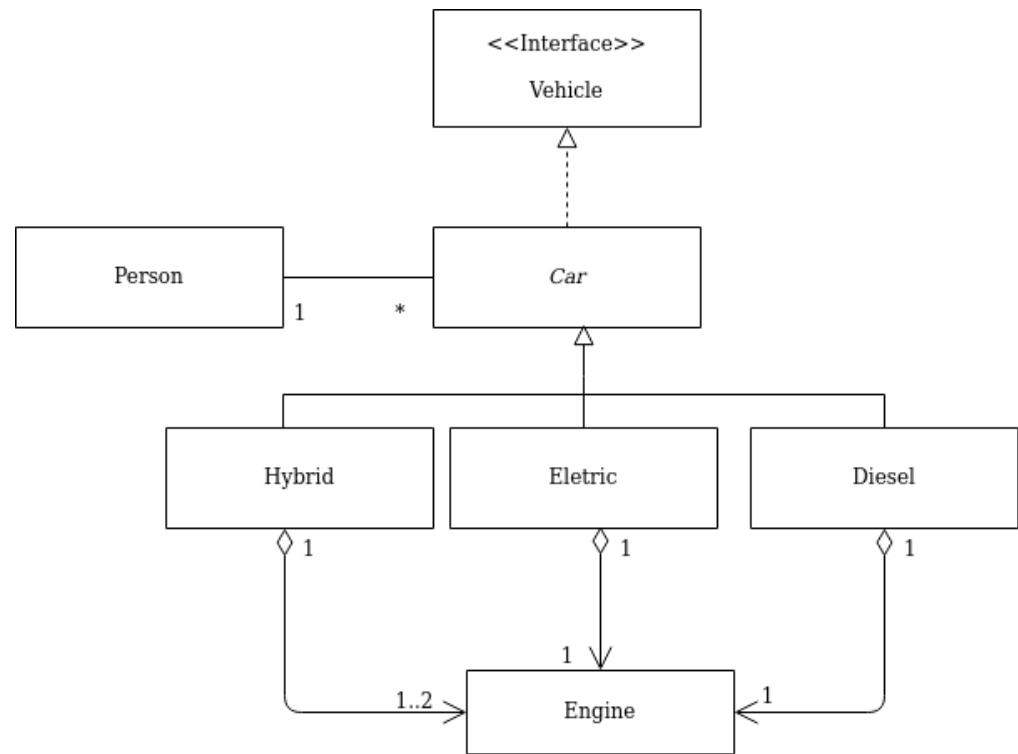 <<Interface>>
Vehicle
Person
Car
1
*
Hybrid
Eletric
Diesel
1
1
1
1
1..2
1
Engine